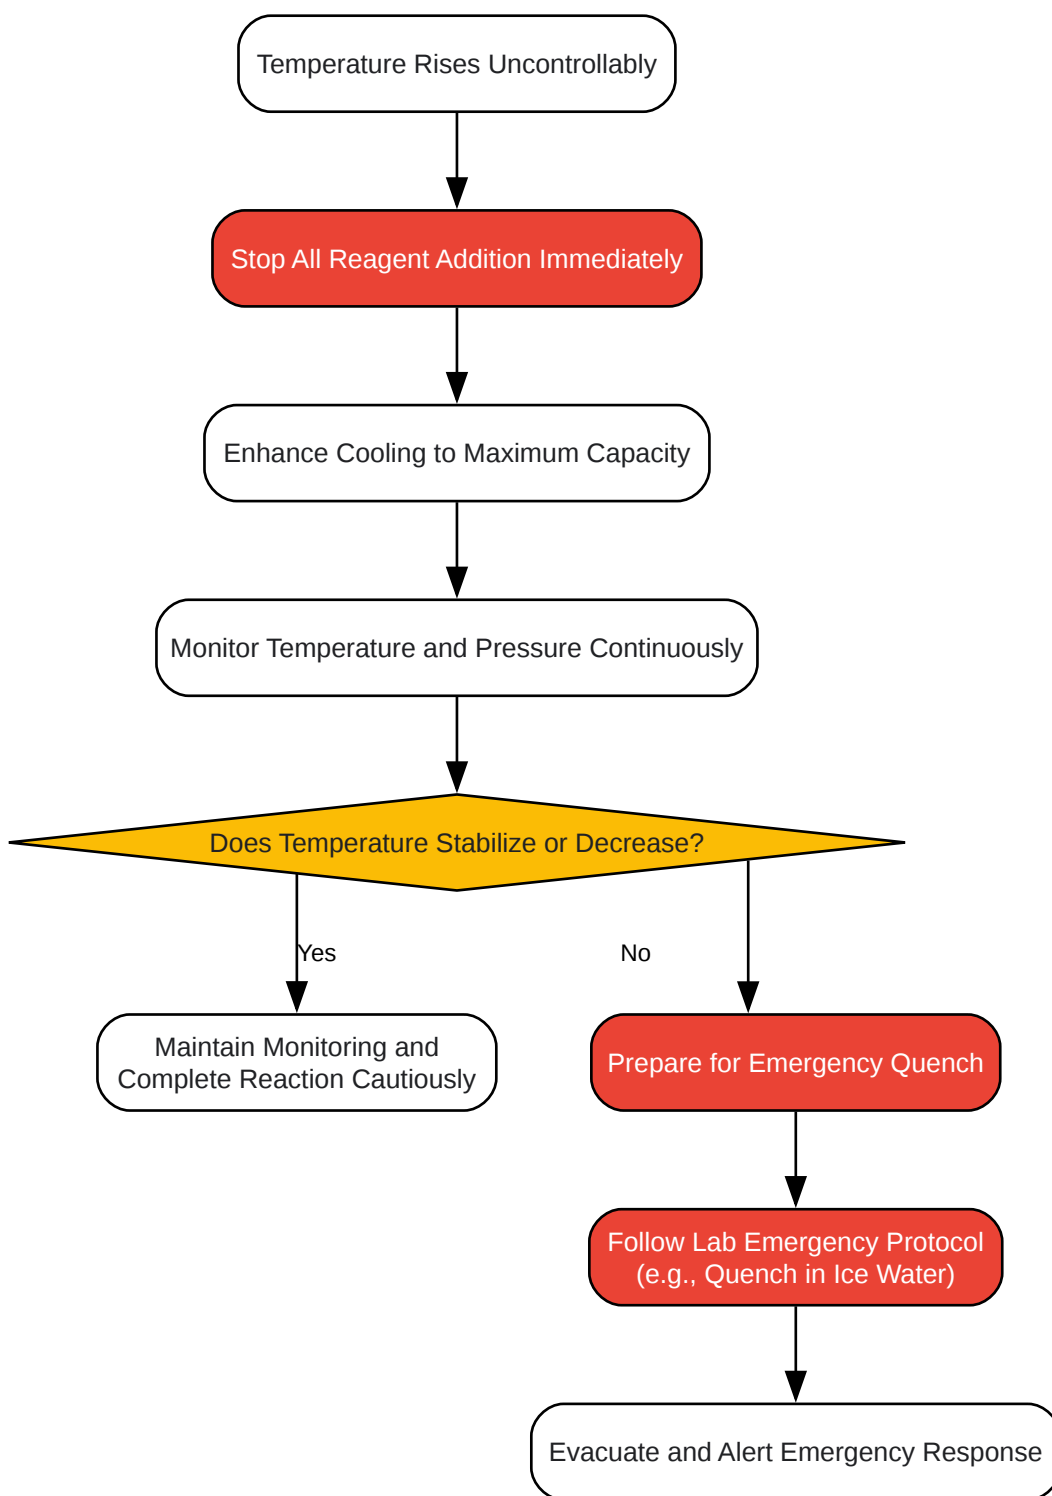 Temperature Rises Uncontrollably
Stop All Reagent Addition Immediately
Enhance Cooling to Maximum Capacity
Monitor Temperature and Pressure Continuously
Does Temperature Stabilize or Decrease?
Yes
No
Maintain Monitoring and
Complete Reaction Cautiously
Prepare for Emergency Quench
Follow Lab Emergency Protocol
(e.g., Quench in Ice Water)
Evacuate and Alert Emergency Response